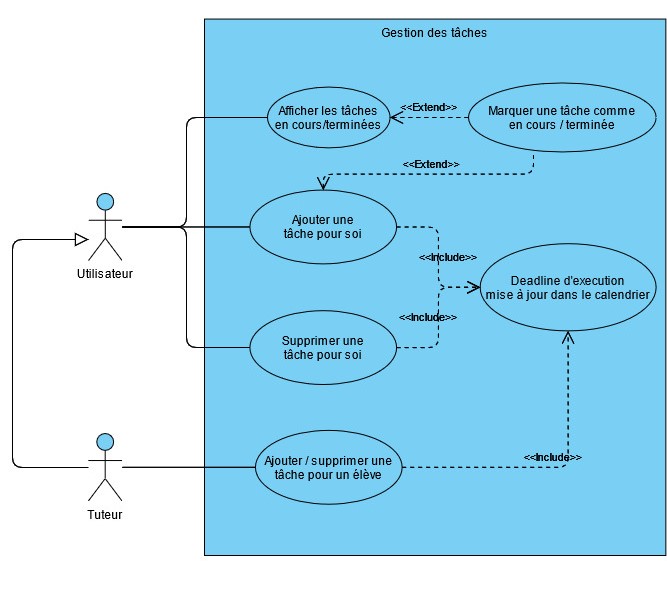 Gestion des tâches
Afficher les tâches
en cours/terminées
<<Extend>>
Marquer une tâche comme
en cours / terminée
<<Extend>>
Ajouter une
tâche pour soi
<<Include>>
Utilisateur
Deadline d'execution
mise à jour dans le calendrier
<<Include>>
Supprimer une
tâche pour soi
Ajouter / supprimer une
tâche pour un élève
<<Include>>
Tuteur